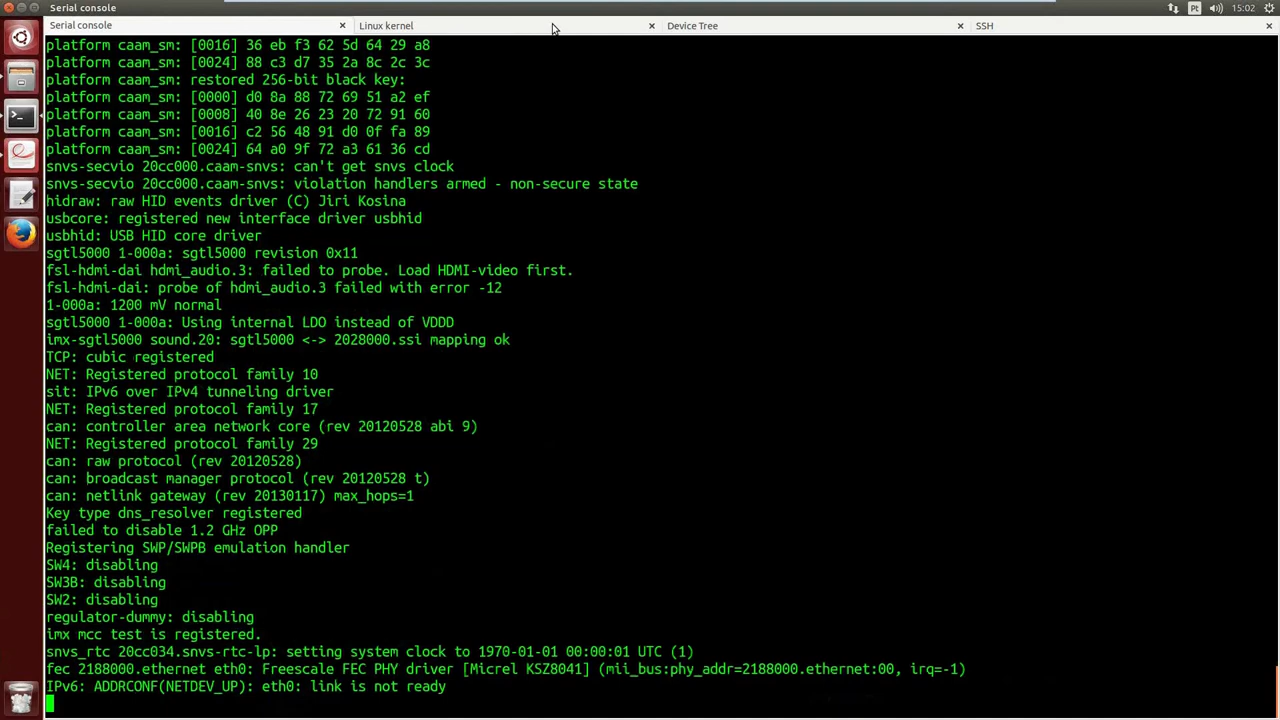 Serial console
Pt
15:02
Serial console
Linux kernel
Device Tree
SSH
platform caam_sm: [0016] 36 eb f3 62 5d 64 29 a8
platform caam_sm: [0024] 88 c3 d7 35 2a 8c 2c 3c
platform caam_sm: restored 256-bit black key:
platform caam_sm: [0000] d0 8a 88 72 69 51 a2 ef
platform caam_sm: [0008] 40 8e 26 23 20 72 91 60
platform caam_sm: [0016] c2 56 48 91 d0 0f fa 89
platform caam_sm: [0024] 64 a0 9f 72 a3 61 36 cd
snvs-secvio 20cc000.caam-snvs: can't get snvs clock
snvs-secvio 20cc000.caam-snvs: violation handlers armed - non-secure state
hidraw: raw HID events driver (C) Jiri Kosina
usbcore: registered new interface driver usbhid
usbhid: USB HID core driver
sgtl5000 1-000a: sgtl5000 revision 0x11
fsl-hdmi-dai hdmi_audio.3: failed to probe. Load HDMI-video first.
fsl-hdmi-dai: probe of hdmi_audio.3 failed with error -12
1-000a: 1200 mV normal
sgtl5000 1-000a: Using internal LDO instead of VDDD
imx-sgtl5000 sound.20: sgtl5000 <-> 2028000.ssi mapping ok
TCP: cubic registered
NET: Registered protocol family 10
sit: IPv6 over IPv4 tunneling driver
NET: Registered protocol family 17
can: controller area network core (rev 20120528 abi 9)
NET: Registered protocol family 29
can: raw protocol (rev 20120528)
can: broadcast manager protocol (rev 20120528 t)
can: netlink gateway (rev 20130117) max_hops=1
Key type dns_resolver registered
failed to disable 1.2 GHz OPP
Registering SWP/SWPB emulation handler
SW4: disabling
SW3B: disabling
SW2: disabling
regulator-dummy: disabling
imx mcc test is registered.
snvs_rtc 20cc034.snvs-rtc-lp: setting system clock to 1970-01-01 00:00:01 UTC (1)
fec 2188000.ethernet eth0: Freescale FEC PHY driver [Micrel KSZ8041] (mii_bus:phy_addr=2188000.ethernet:00, irq=-1)
IPv6: ADDRCONF(NETDEV_UP): eth0: link is not ready